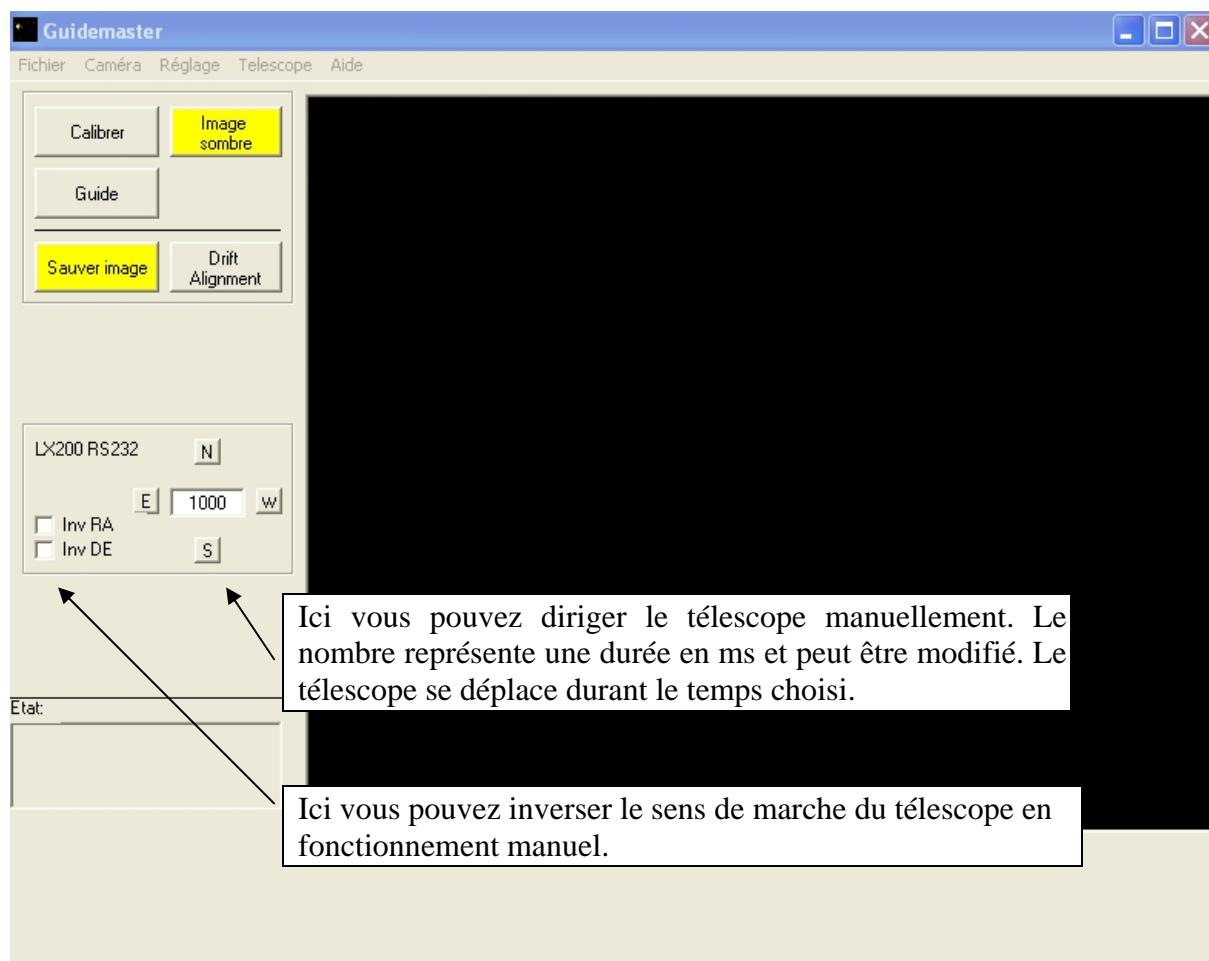 Guidemaster
Fichier Caméra Réglage Telescope Aide
Calibrer
Image
sombre
Guide
Sauver image
Drift
Alignment
LX200 RS232
N
E 1000 W
Inv RA
Inv DE
S
Ici vous pouvez diriger le télescope manuellement. Le
nombre représente une durée en ms et peut être modifié. Le
télescope se déplace durant le temps choisi.
Etat:
Ici vous pouvez inverser le sens de marche du télescope en
fonctionnement manuel.